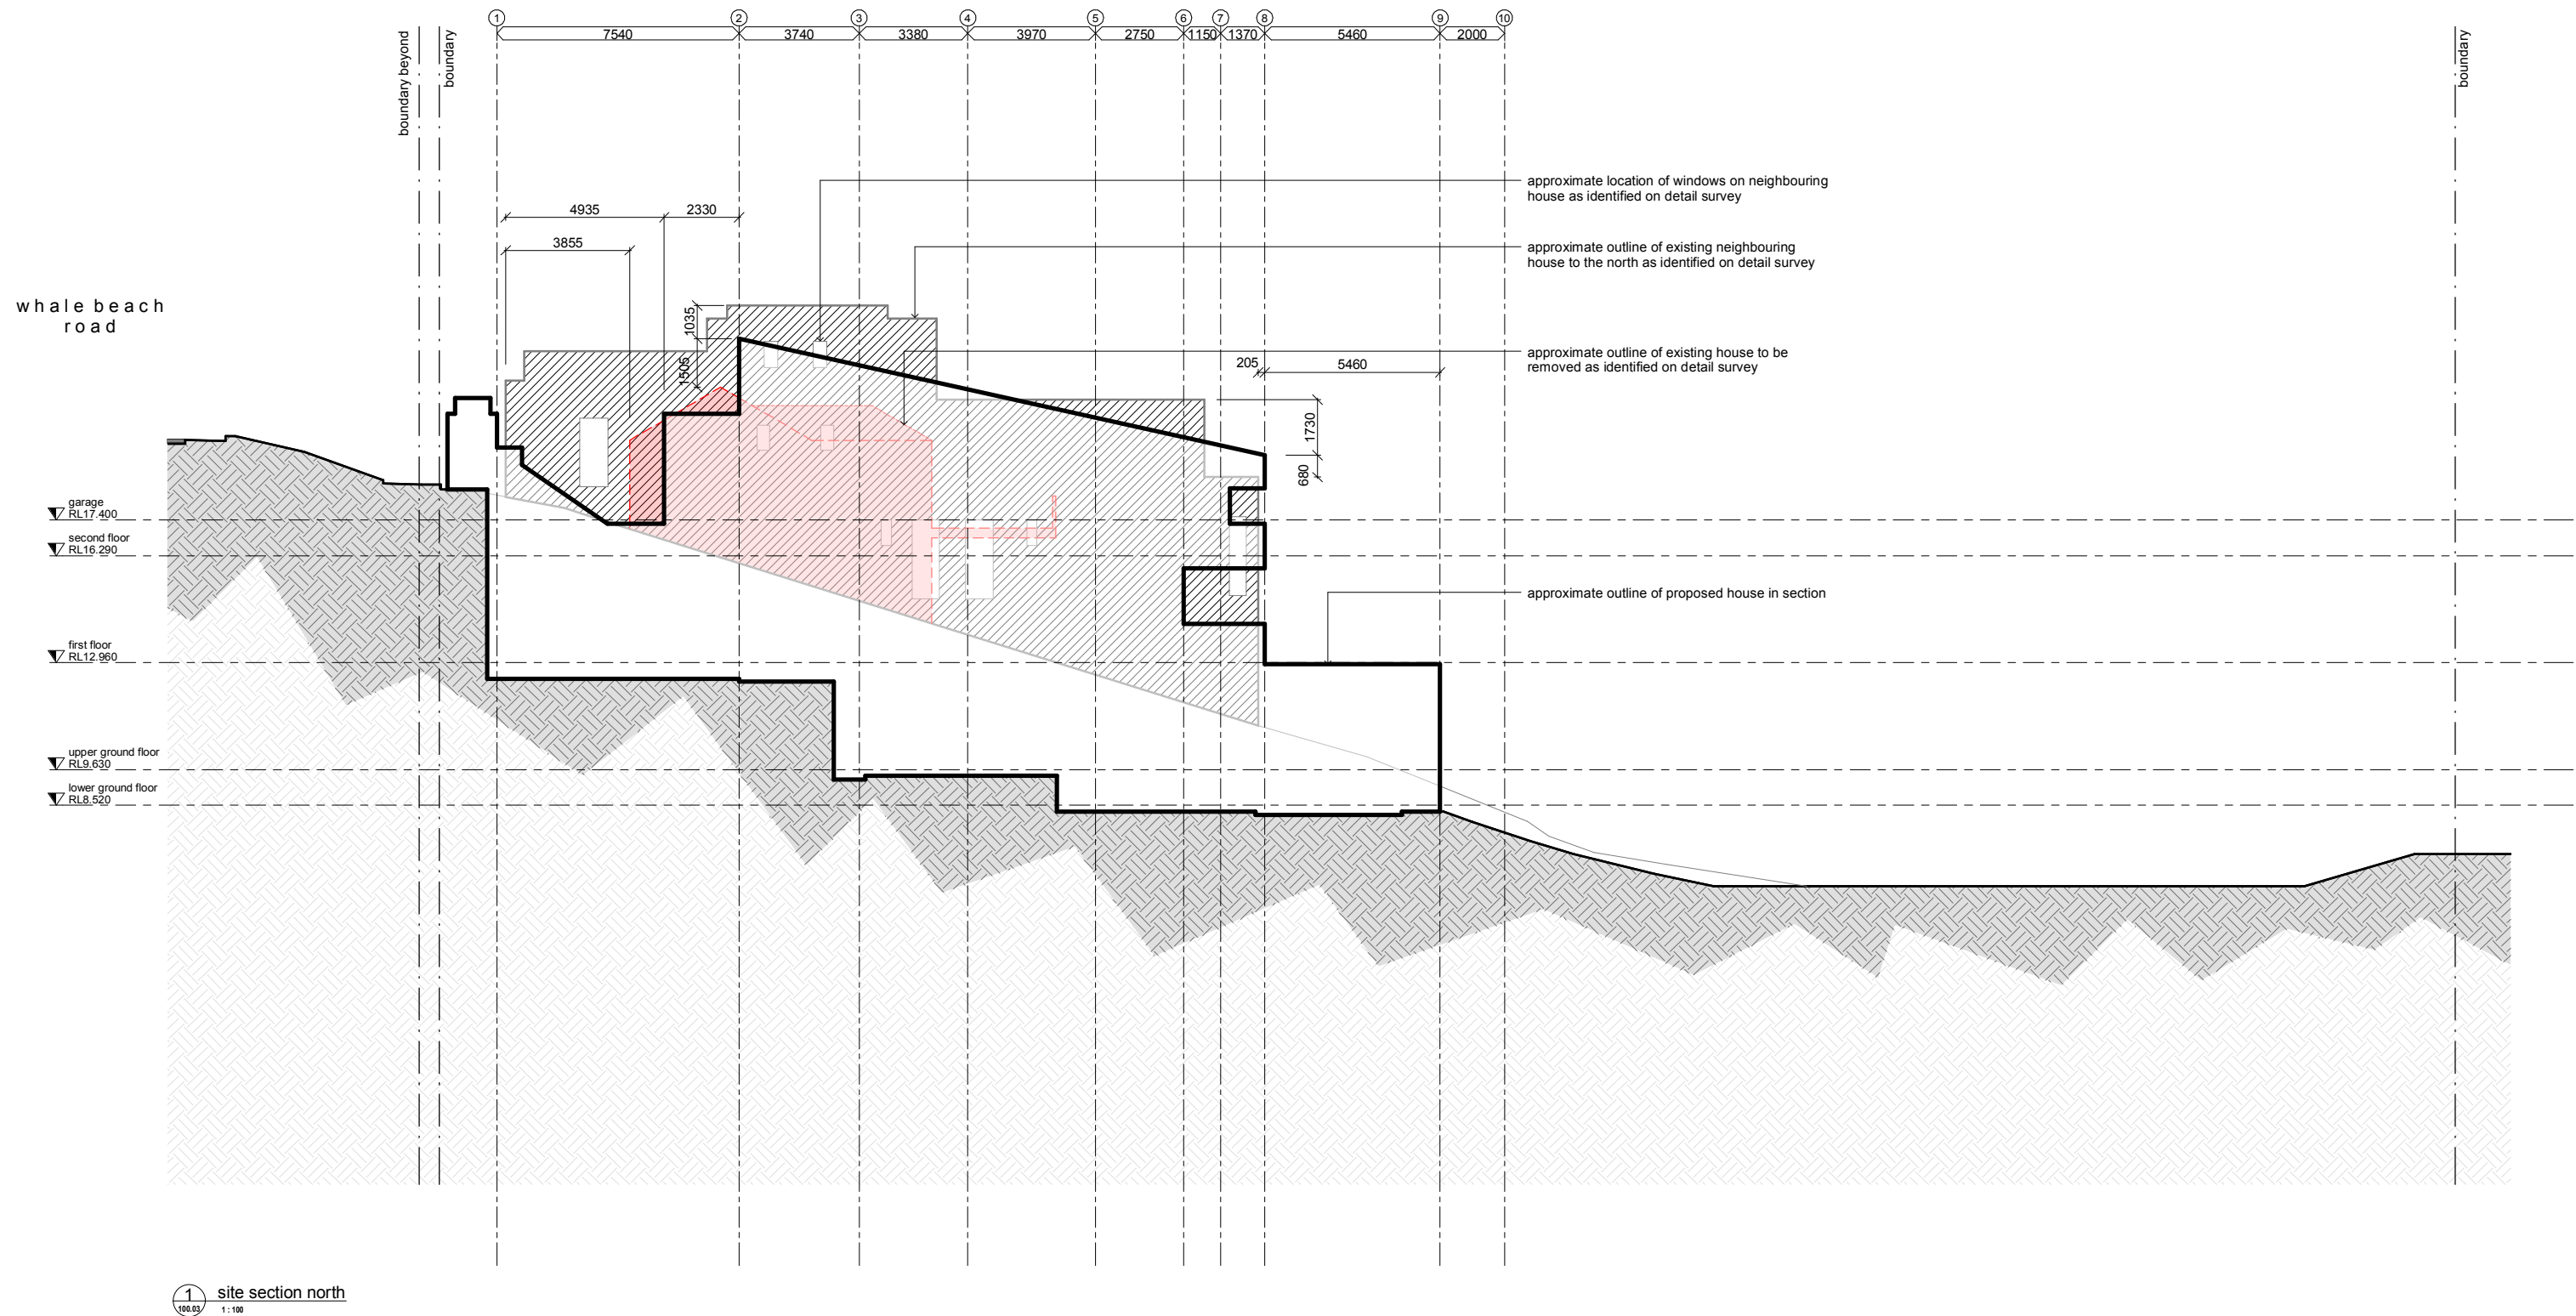 1 2 3 4 5 6 7 8 9 10
7540 3740 3380 3970 2750 1150 1370 5460 2000
boundary beyond
boundary
boundary
approximate location of windows on neighbouring
house as identified on detail survey
4935 2330
3855
approximate outline of existing neighbouring
house to the north as identified on detail survey
whale beach
road
1035
1505
approximate outline of existing house to be
removed as identified on detail survey
205 5460
1730
680
garage
RL17.400
second floor
RL16.290
approximate outline of proposed house in section
first floor
RL12.960
upper ground floor
RL9.630
lower ground floor
RL8.520
1 site section north
100.03 1 : 100